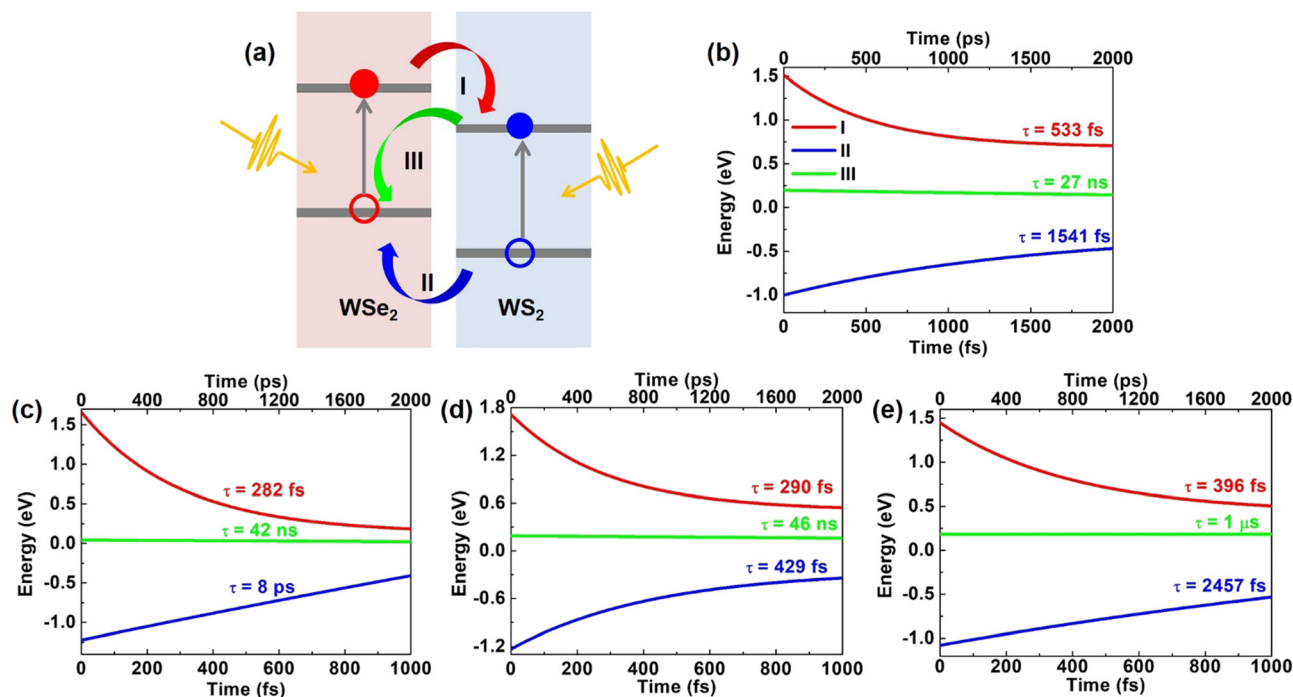 (a)
I
III
II
WSe₂
WS₂
(b)
Time (ps)
0 500 1000 1500 2000
Energy (eV)
1.5
1.0
0.5
0.0
-0.5
-1.0
I
II
III
τ = 533 fs
τ = 27 ns
τ = 1541 fs
0 500 1000 1500 2000
Time (fs)
(c)
Time (ps)
0 400 800 1200 1600 2000
Energy (eV)
1.5
1.0
0.5
0.0
-0.5
-1.0
τ = 282 fs
τ = 42 ns
τ = 8 ps
0 200 400 600 800 1000
Time (fs)
(d)
Time (ps)
0 400 800 1200 1600 2000
Energy (eV)
1.8
1.2
0.6
0.0
-0.6
-1.2
τ = 290 fs
τ = 46 ns
τ = 429 fs
0 200 400 600 800 1000
Time (fs)
(e)
Time (ps)
0 400 800 1200 1600 2000
Energy (eV)
1.5
1.0
0.5
0.0
-0.5
-1.0
τ = 396 fs
τ = 1 μs
τ = 2457 fs
0 200 400 600 800 1000
Time (fs)